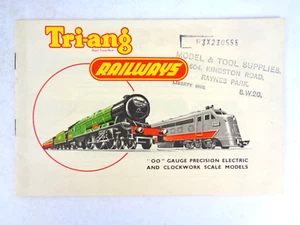 Tri-ang
RAILWAYS
MODEL & TOOL SUPPLIES,
604, KINGSTON ROAD,
RAYNES PARK,
LIBERTY
S.W.20.
"OO" GAUGE PRECISION ELECTRIC
AND CLOCKWORK SCALE MODELS